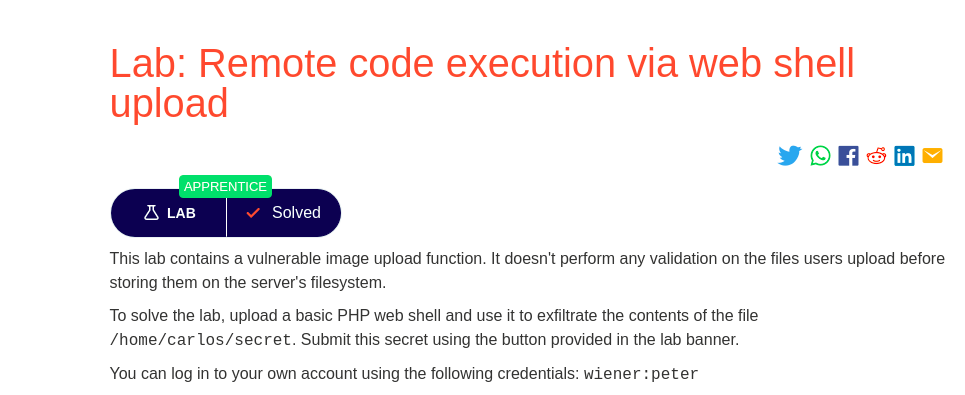 Lab: Remote code execution via web shell
upload
APPRENTICE
LAB Solved
This lab contains a vulnerable image upload function. It doesn't perform any validation on the files users upload before
storing them on the server's filesystem.
To solve the lab, upload a basic PHP web shell and use it to exfiltrate the contents of the file
/home/carlos/secret. Submit this secret using the button provided in the lab banner.
You can log in to your own account using the following credentials: wiener:peter